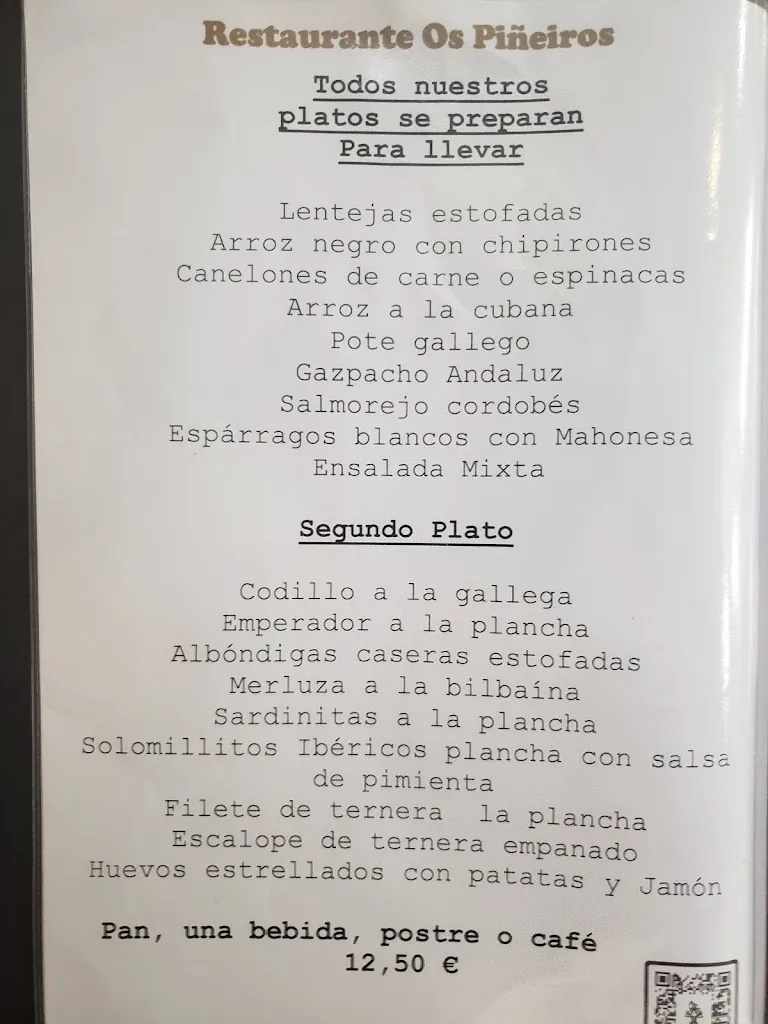 Restaurante Os Piñeiros
Todos nuestros
platos se preparan
Para llevar
Lentejas estofadas
Arroz negro con chipirones
Canelones de carne o espinacas
Arroz a la cubana
Pote gallego
Gazpacho Andaluz
Salmorejo cordobés
Espárragos blancos con Mahonesa
Ensalada Mixta
Segundo Plato
Codillo a la gallega
Emperador a la plancha
Albóndigas caseras estofadas
Merluza a la bilbaína
Sardinitas a la plancha
Solomillitos Ibéricos plancha con salsa
de pimienta
Filete de ternera la plancha
Escalope de ternera empanado
Huevos estrellados con patatas y Jamón
Pan, una bebida, postre o café
12,50 €